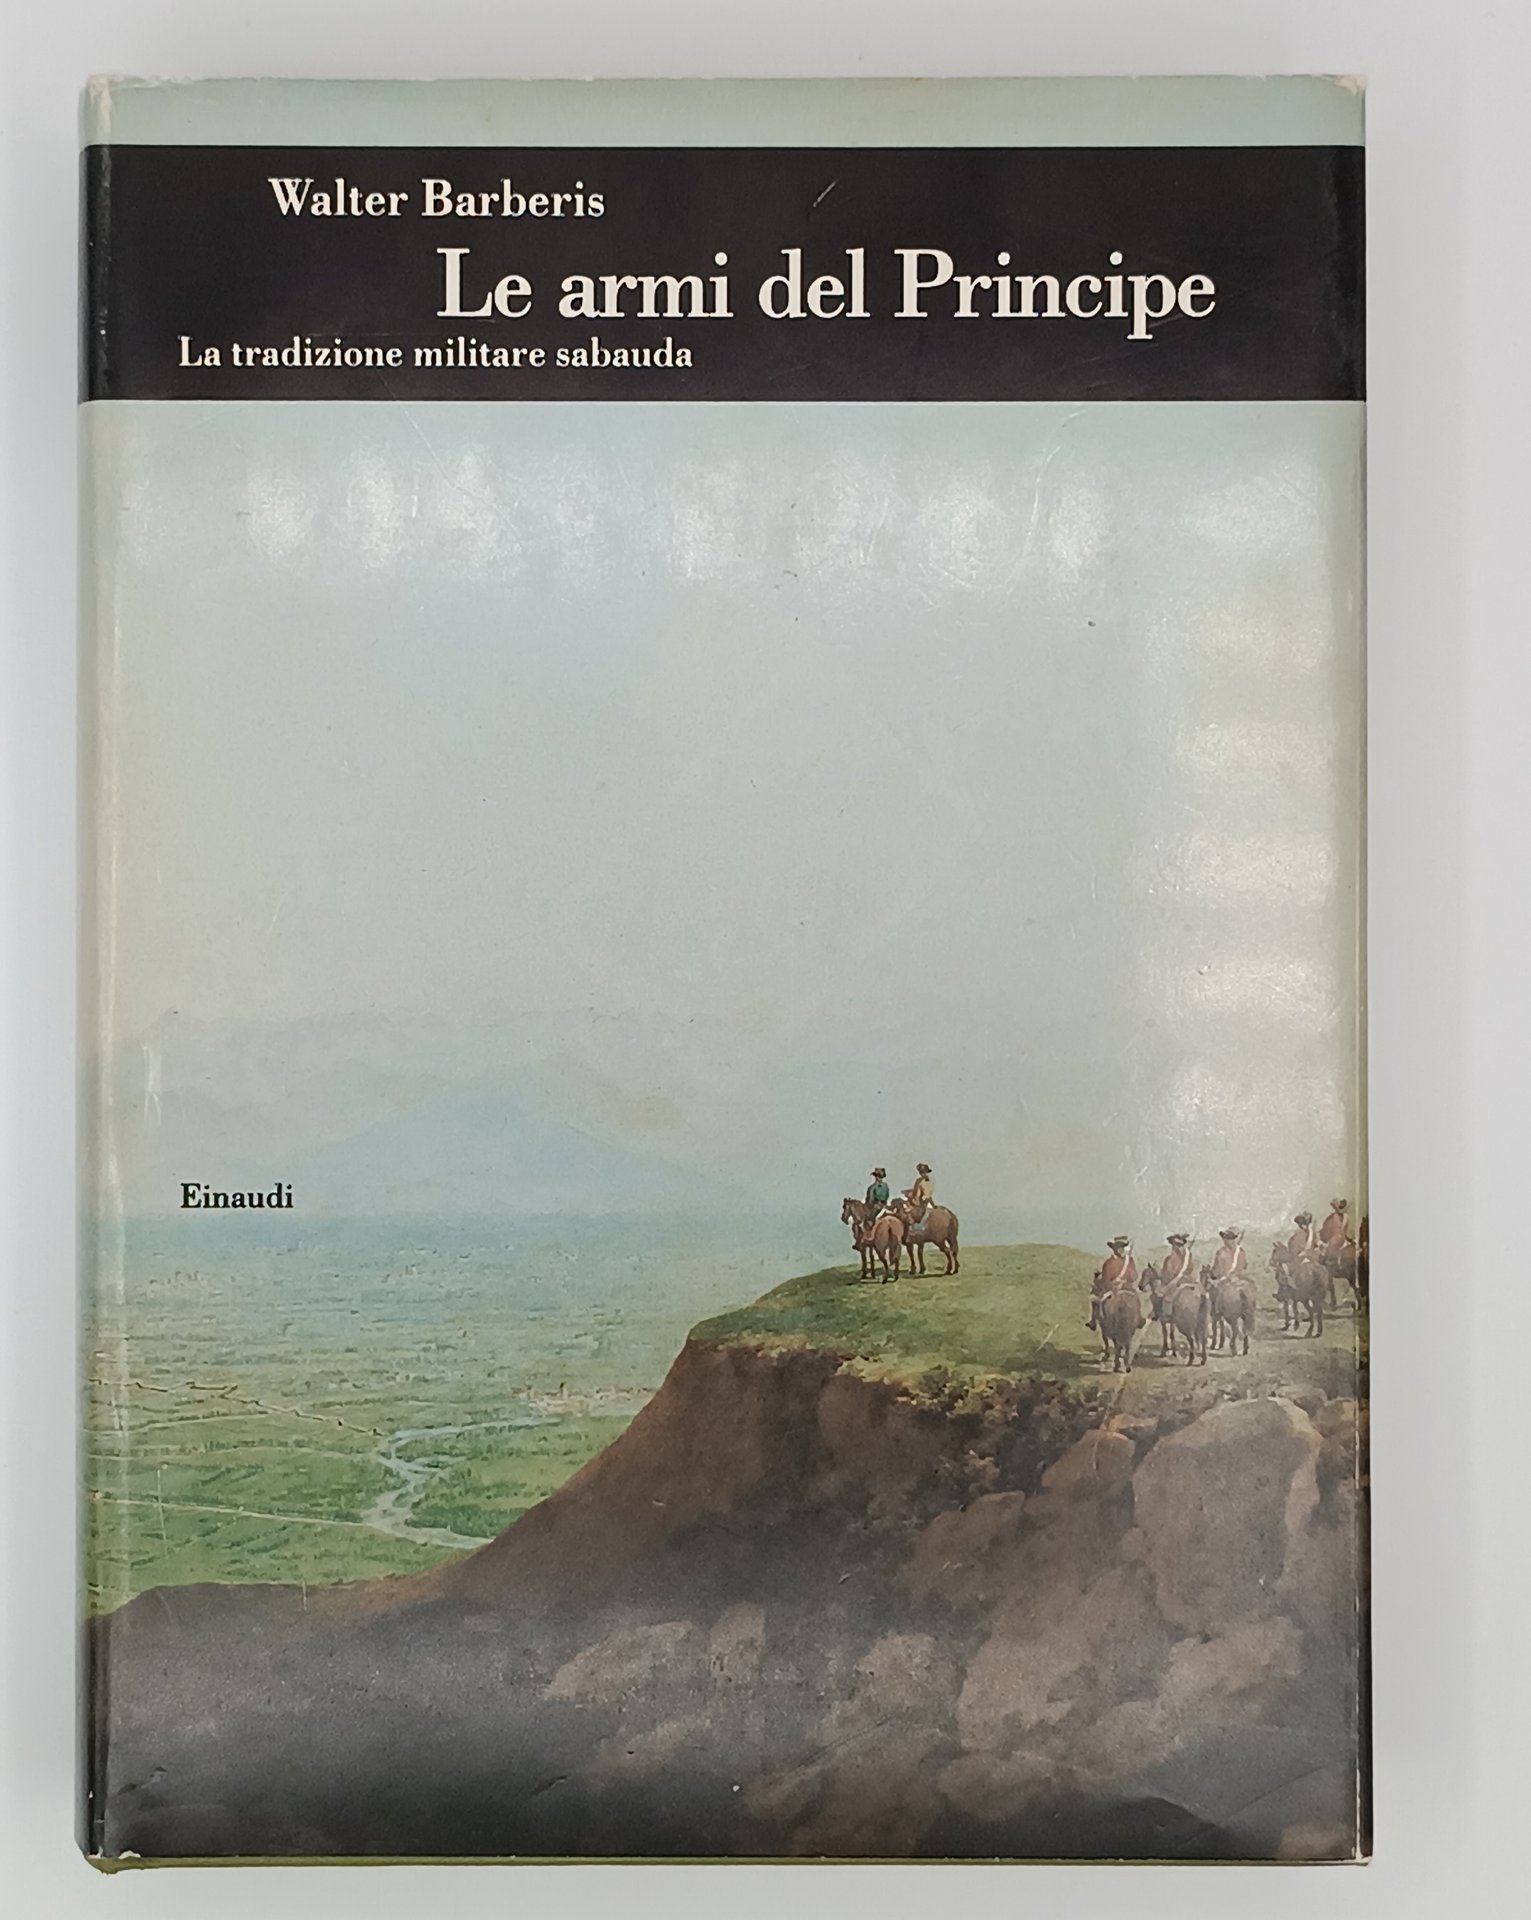 Walter Barberis
Le armi del Principe
La tradizione militare sabauda
Einaudi